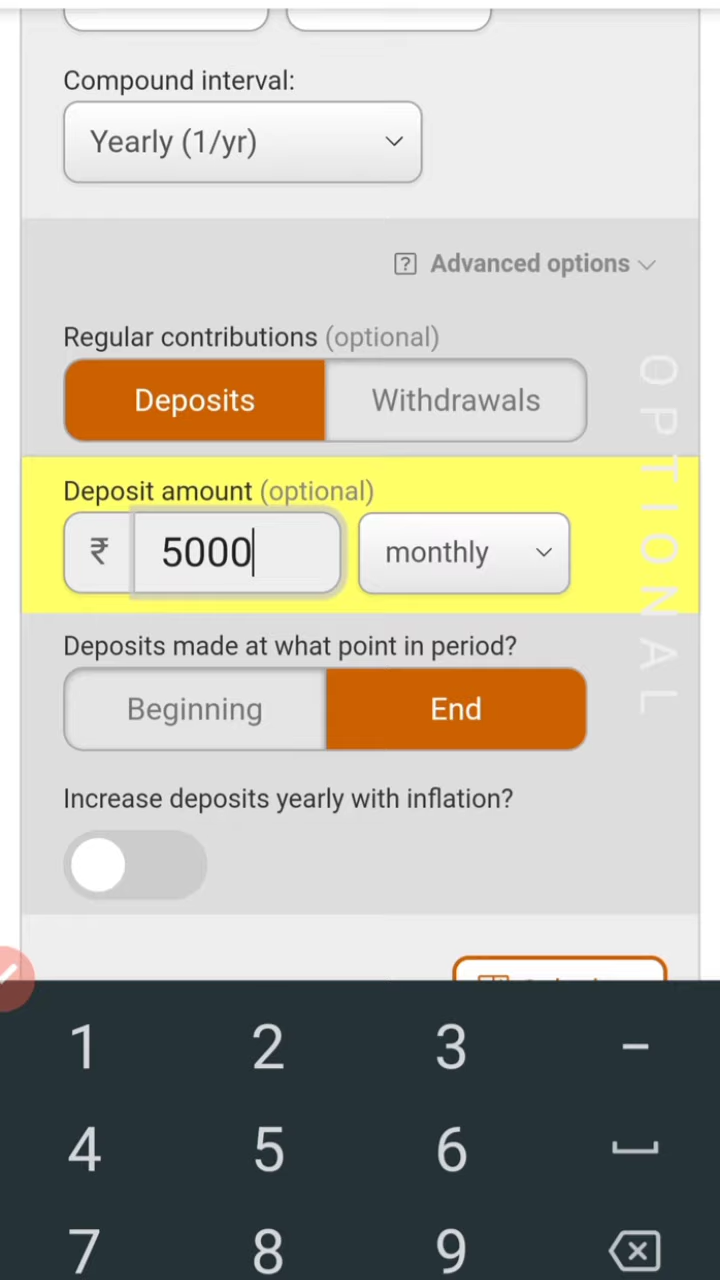 Compound interval:
Yearly (1/yr)
? Advanced options
Regular contributions (optional)
Deposits Withdrawals
Deposit amount (optional)
₹ 5000 monthly
OPTIONAL
Deposits made at what point in period?
Beginning End
Increase deposits yearly with inflation?
1 2 3 –
4 5 6
7 8 9